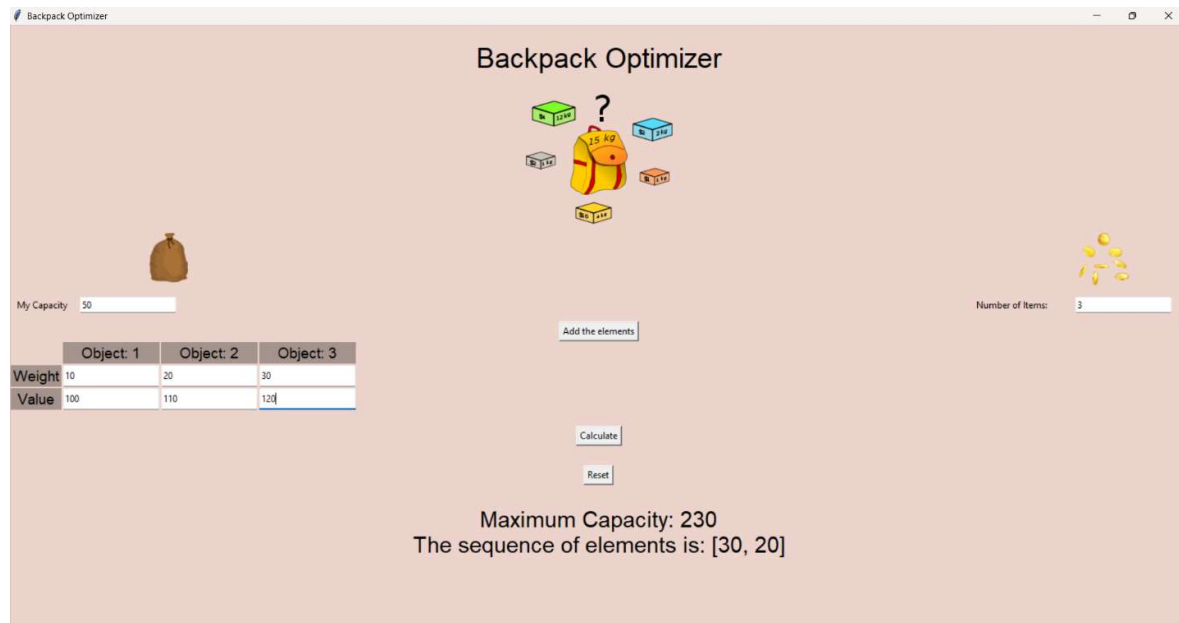 Backpack Optimizer
Backpack Optimizer
?
12 kg
15 kg
My Capacity 50
Number of Items: 3
Add the elements
Object: 1 Object: 2 Object: 3
Weight 10 20 30
Value 100 110 120
Calculate
Reset
Maximum Capacity: 230
The sequence of elements is: [30, 20]